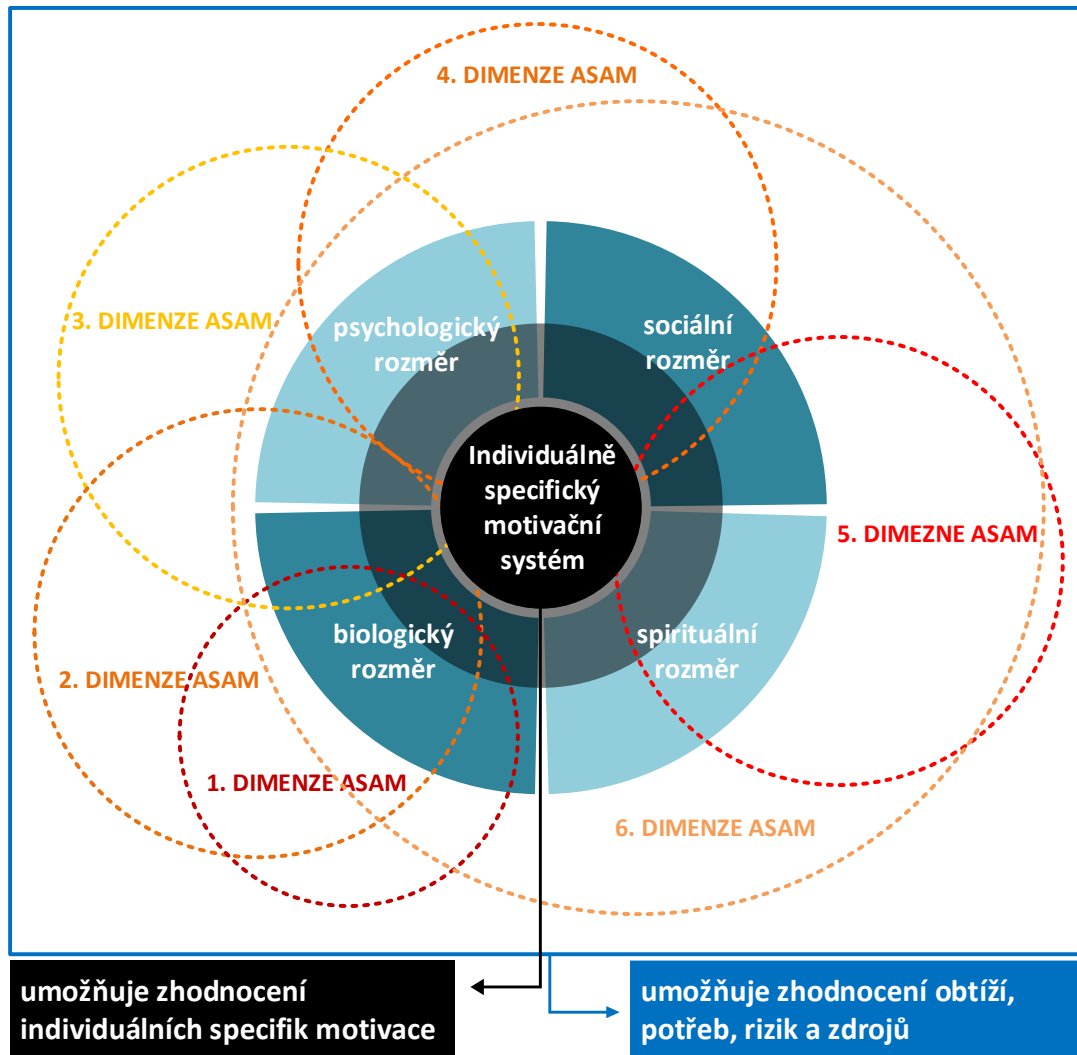 4. DIMENZE ASAM
3. DIMENZE ASAM
psychologický
rozměr
sociální
rozměr
Individuálně
specifický
motivační
systém
5. DIMEZNE ASAM
biologický
rozměr
spirituální
rozměr
2. DIMENZE ASAM
1. DIMENZE ASAM
6. DIMENZE ASAM
umožňuje zhodnocení
individuálních specifik motivace
umožňuje zhodnocení obtíží,
potřeb, rizik a zdrojů